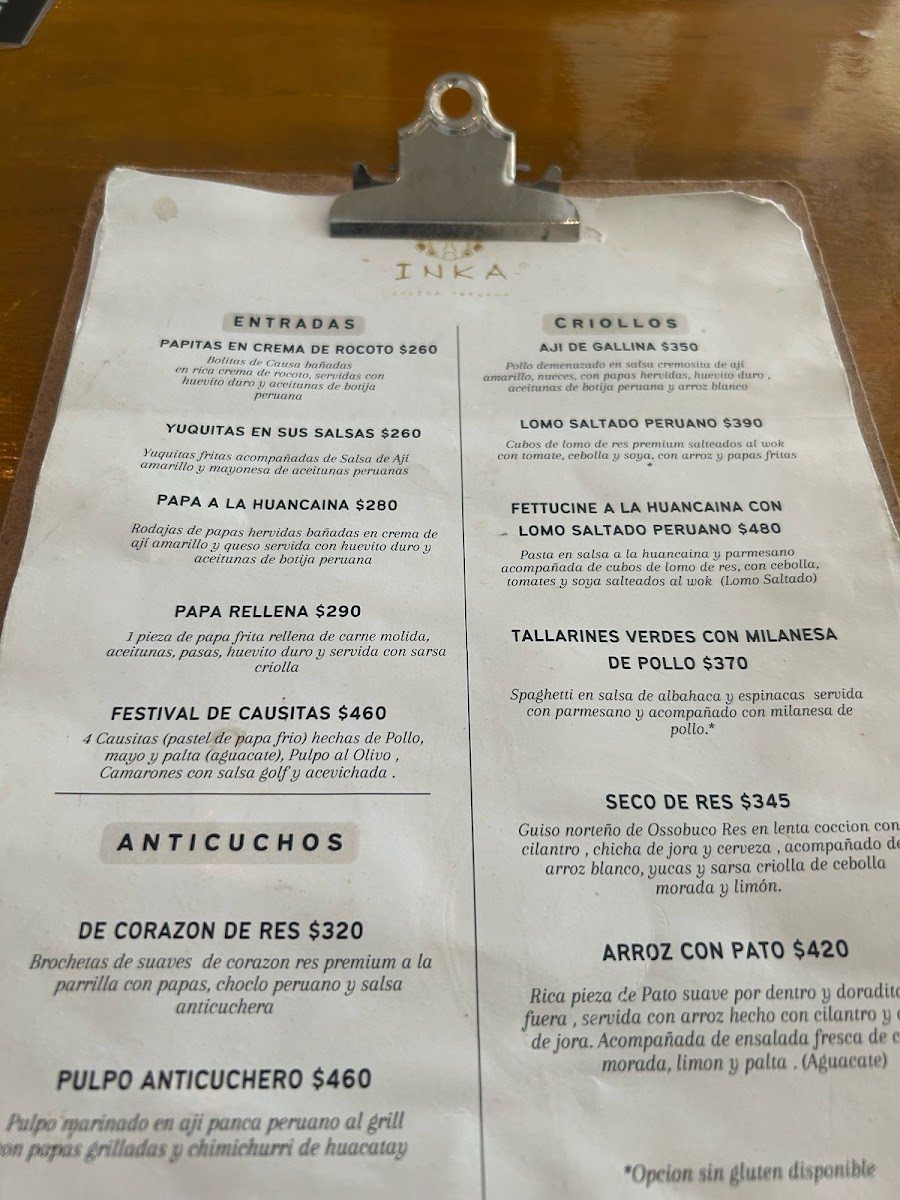 INKA
ENTRADAS
PAPITAS EN CREMA DE ROCOTO $260
Bolitas de Causa bañadas
en rica crema de rocoto, servidas con
huevito duro y aceitunas de botija
peruana
YUQUITAS EN SUS SALSAS $260
Yuquitas fritas acompañadas de Salsa de Ají
amarillo y mayonesa de aceitunas peruanas
PAPA A LA HUANCAINA $280
Rodajas de papas hervidas bañadas en crema de
ají amarillo y queso servida con huevito duro y
aceitunas de botija peruana
PAPA RELLENA $290
1 pieza de papa frita rellena de carne molida,
aceitunas, pasas, huevito duro y servida con sarsa
criolla
FESTIVAL DE CAUSITAS $460
4 Causitas (pastel de papa frio) hechas de Pollo,
mayo y palta (aguacate), Pulpo al Olivo ,
Camarones con salsa golf y acevichada .
ANTICUCHOS
DE CORAZON DE RES $320
Brochetas de suaves de corazon res premium a la
parrilla con papas, choclo peruano y salsa
anticuchera
PULPO ANTICUCHERO $460
Pulpo marinado en aji panca peruano al grill
con papas grilladas y chimichurri de huacatay
CRIOLLOS
AJI DE GALLINA $350
Pollo demenuzado en salsa cremosita de aji
amarillo, nueces, con papas hervidas, huevito duro ,
aceitunas de botija peruana y arroz blanco
LOMO SALTADO PERUANO $390
Cubos de lomo de res premium salteados al wok
con tomate, cebolla y soya, con arroz y papas fritas
*
FETTUCINE A LA HUANCAINA CON
LOMO SALTADO PERUANO $480
Pasta en salsa a la huancaina y parmesano
acompañada de cubos de lomo de res, con cebolla,
tomates y soya salteados al wok (Lomo Saltado)
TALLARINES VERDES CON MILANESA
DE POLLO $370
Spaghetti en salsa de albahaca y espinacas servida
con parmesano y acompañado con milanesa de
pollo.*
SECO DE RES $345
Guiso norteño de Ossobuco Res en lenta coccion con
cilantro , chicha de jora y cerveza , acompañado de
arroz blanco, yucas y sarsa criolla de cebolla
morada y limón.
ARROZ CON PATO $420
Rica pieza de Pato suave por dentro y doradito
fuera , servida con arroz hecho con cilantro y
de jora. Acompañada de ensalada fresca de
morada, limon y palta . (Aguacate)
*Opcion sin gluten disponible